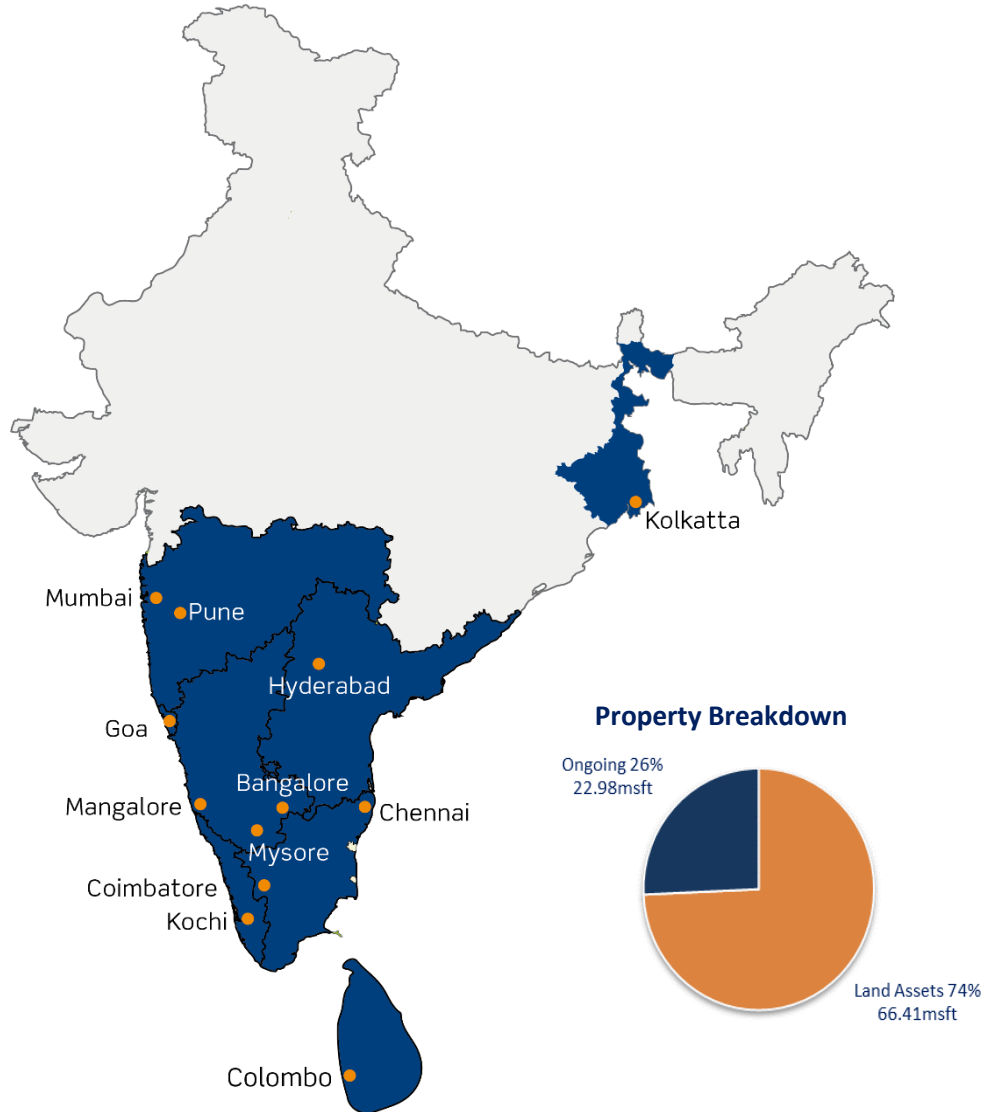 Kolkatta
Mumbai
Pune
Hyderabad
Goa
Property Breakdown
Ongoing 26%
22.98msft
Bangalore
Mangalore
Chennai
Mysore
Coimbatore
Kochi
Land Assets 74%
66.41msft
Colombo